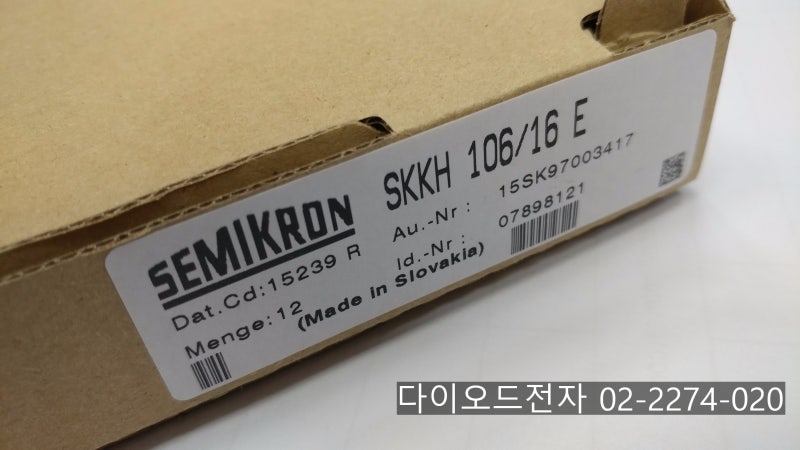 SEMIKRON
SKKH 106/16 E
Dat.Cd:15239 R
Au.-Nr : 15SK97003417
Menge:12
Id.-Nr : 07898121
(Made in Slovakia)
다이오드전자 02-2274-020